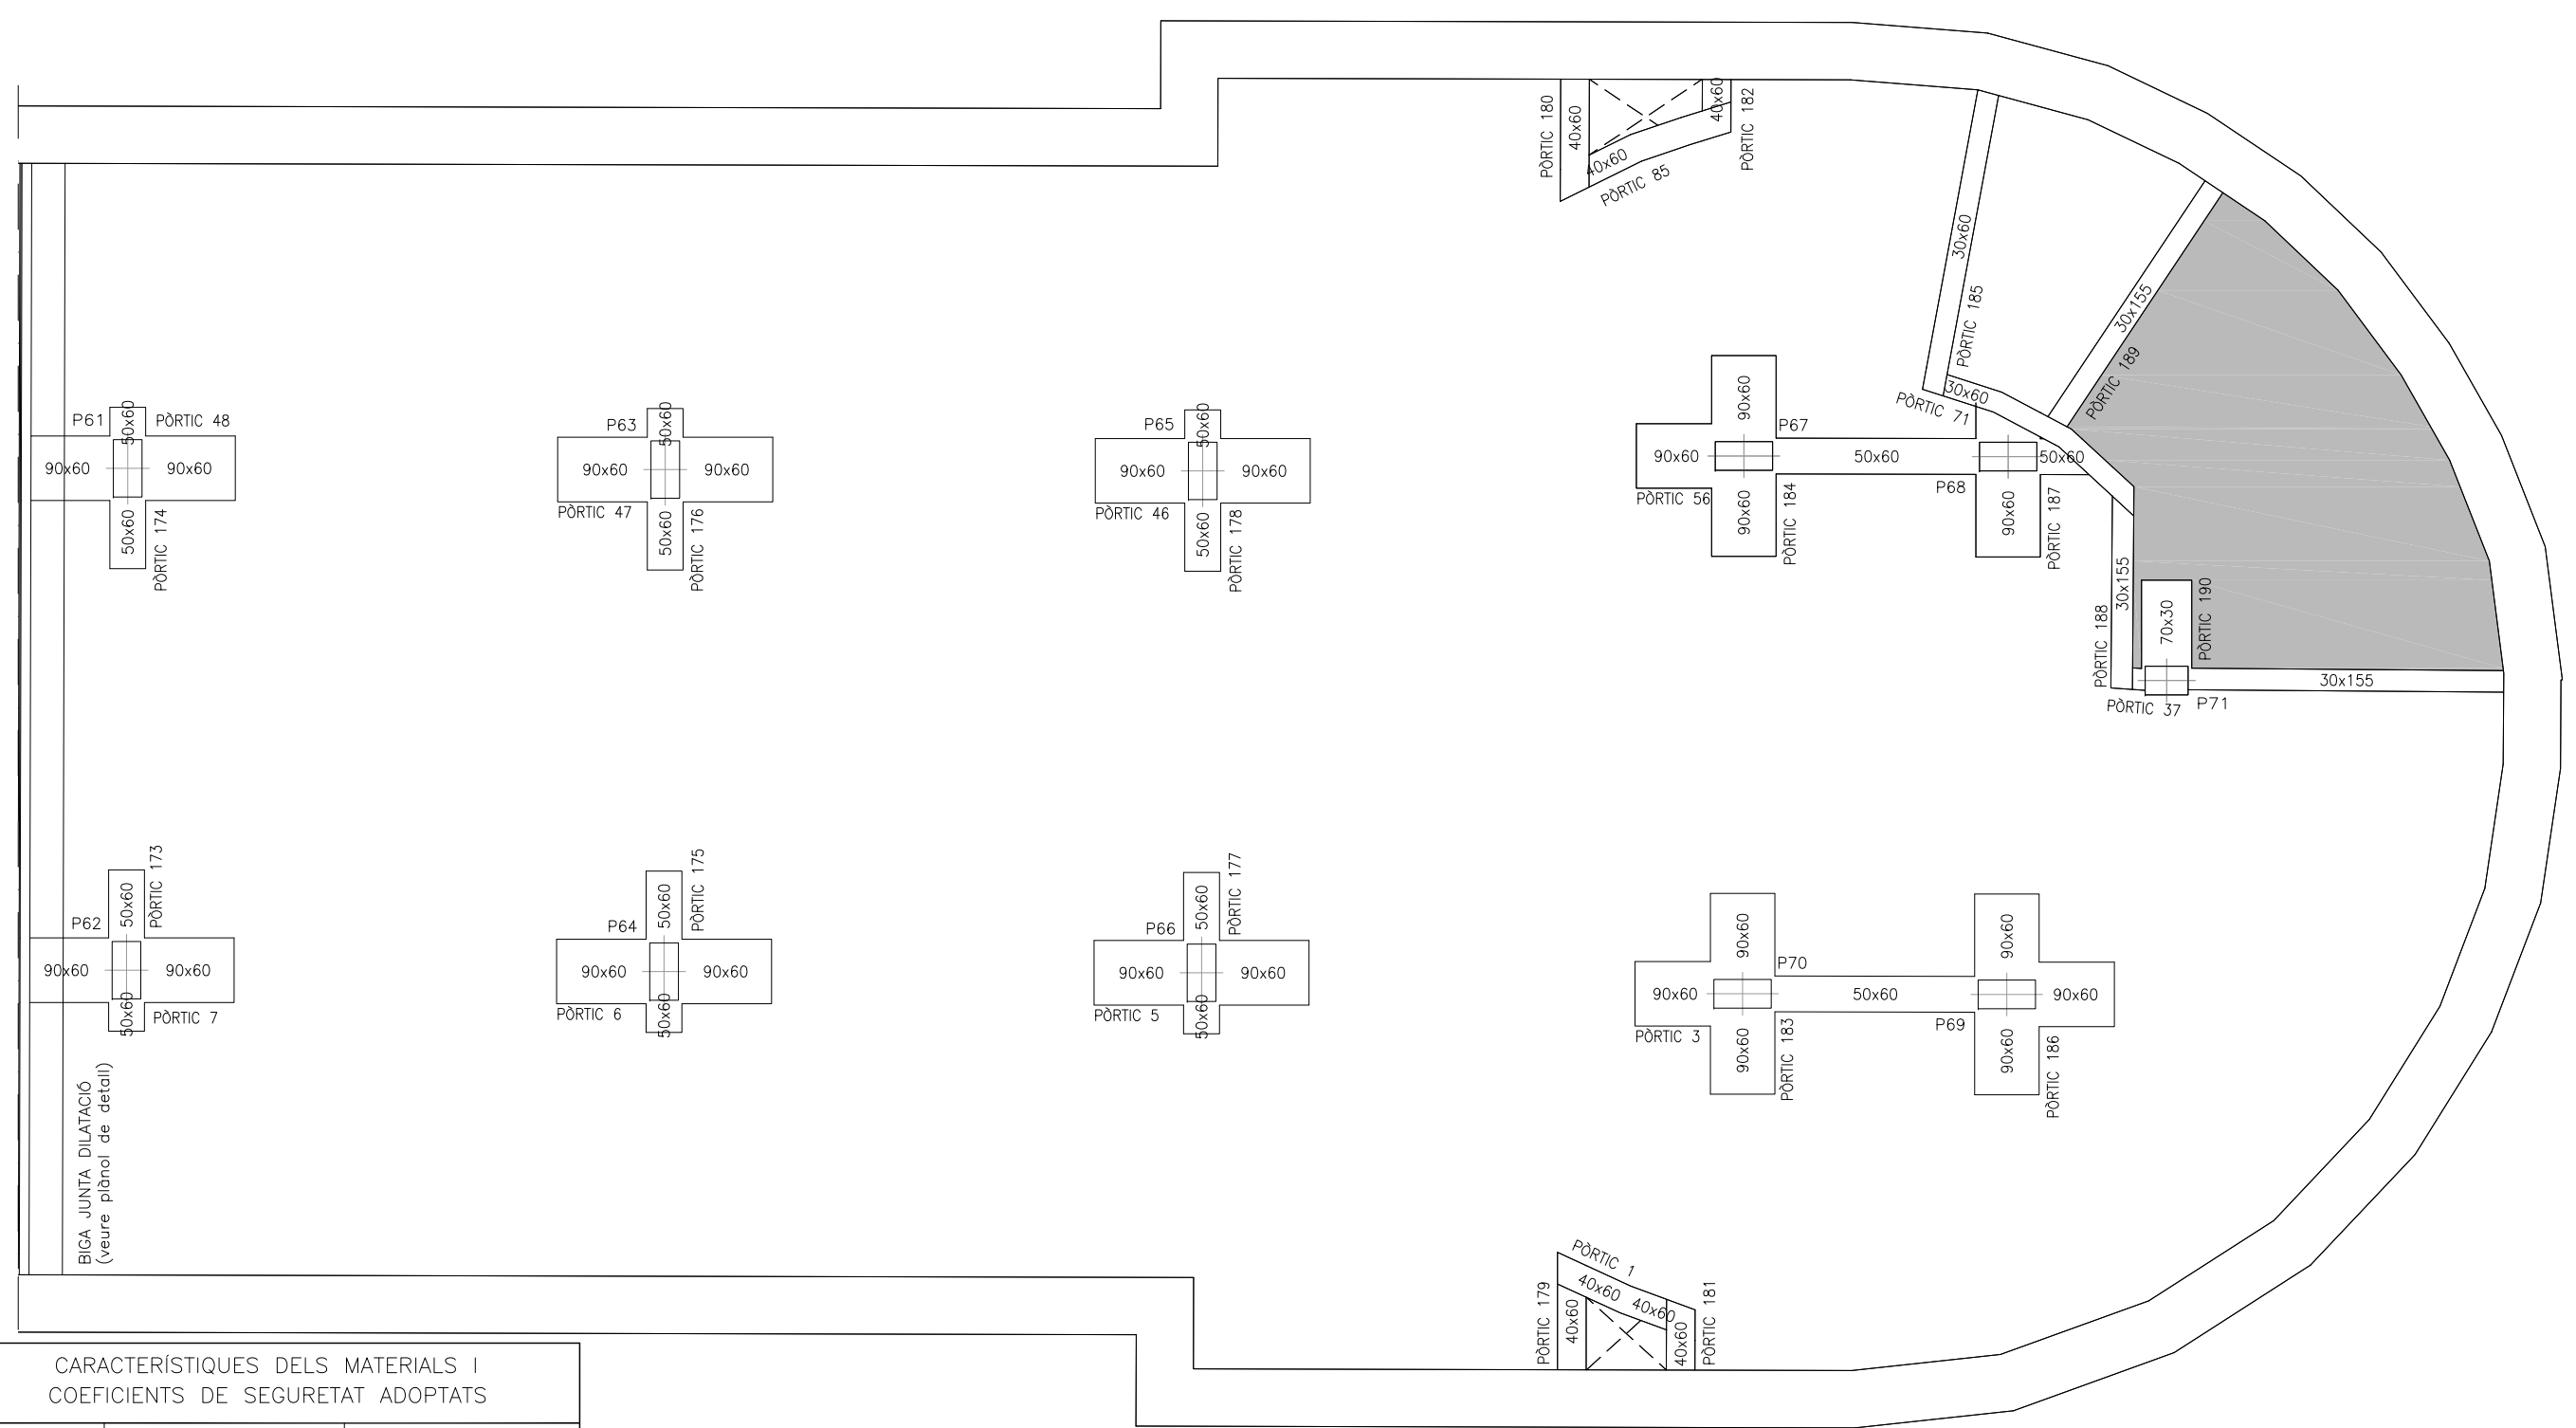 PÒRTIC 180
40x60
40x60
PÒRTIC 182
40x60
PÒRTIC 85
30x60
PÒRTIC 185
30x155
PÒRTIC 189
30x60
PÒRTIC 71
P61
50x60
PÒRTIC 48
90x60
90x60
50x60
PÒRTIC 174
P63
50x60
90x60
90x60
PÒRTIC 47
50x60
PÒRTIC 176
P65
50x60
90x60
90x60
PÒRTIC 46
50x60
PÒRTIC 178
90x60
P67
90x60
50x60
50x60
PÒRTIC 56
90x60
PÒRTIC 184
P68
90x60
PÒRTIC 187
30x155
PÒRTIC 188
70x30
PÒRTIC 190
30x155
PÒRTIC 37
P71
P62
50x60
PÒRTIC 173
90x60
90x60
50x60
PÒRTIC 7
P64
50x60
PÒRTIC 175
90x60
90x60
PÒRTIC 6
50x60
P66
50x60
PÒRTIC 177
90x60
90x60
PÒRTIC 5
50x60
90x60
P70
90x60
90x60
50x60
90x60
PÒRTIC 3
90x60
PÒRTIC 183
P69
90x60
PÒRTIC 186
BIGA JUNTA DILATACIÓ
(veure plànol de detall)
PÒRTIC 1
PÒRTIC 179
40x60
40x60
40x60
40x60
PÒRTIC 181
CARACTERÍSTIQUES DELS MATERIALS I
COEFICIENTS DE SEGURETAT ADOPTATS